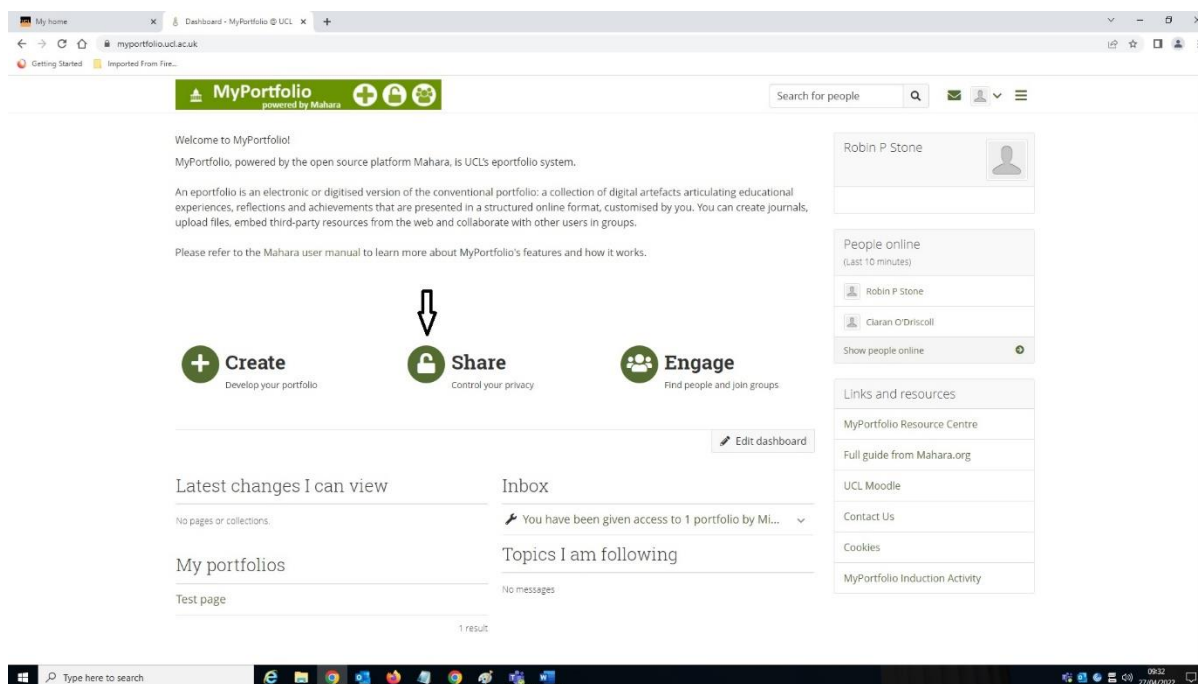 My home
Dashboard - MyPortfolio @ UCL
myportfolio.ucl.ac.uk
Getting Started
Imported From Fire...
MyPortfolio
powered by Mahara
Search for people
Welcome to MyPortfolio!
MyPortfolio, powered by the open source platform Mahara, is UCL's eportfolio system.
An eportfolio is an electronic or digitised version of the conventional portfolio: a collection of digital artefacts articulating educational
experiences, reflections and achievements that are presented in a structured online format, customised by you. You can create journals,
upload files, embed third-party resources from the web and collaborate with other users in groups.
Please refer to the Mahara user manual to learn more about MyPortfolio's features and how it works.
Create
Develop your portfolio
Share
Control your privacy
Engage
Find people and join groups
Edit dashboard
Latest changes I can view
No pages or collections.
My portfolios
Test page
1 result
Inbox
You have been given access to 1 portfolio by Mi...
Topics I am following
No messages
Robin P Stone
People online
(Last 10 minutes)
Robin P Stone
Ciaran O'Driscoll
Show people online
Links and resources
MyPortfolio Resource Centre
Full guide from Mahara.org
UCL Moodle
Contact Us
Cookies
MyPortfolio Induction Activity
Type here to search
09:32
27/04/2022